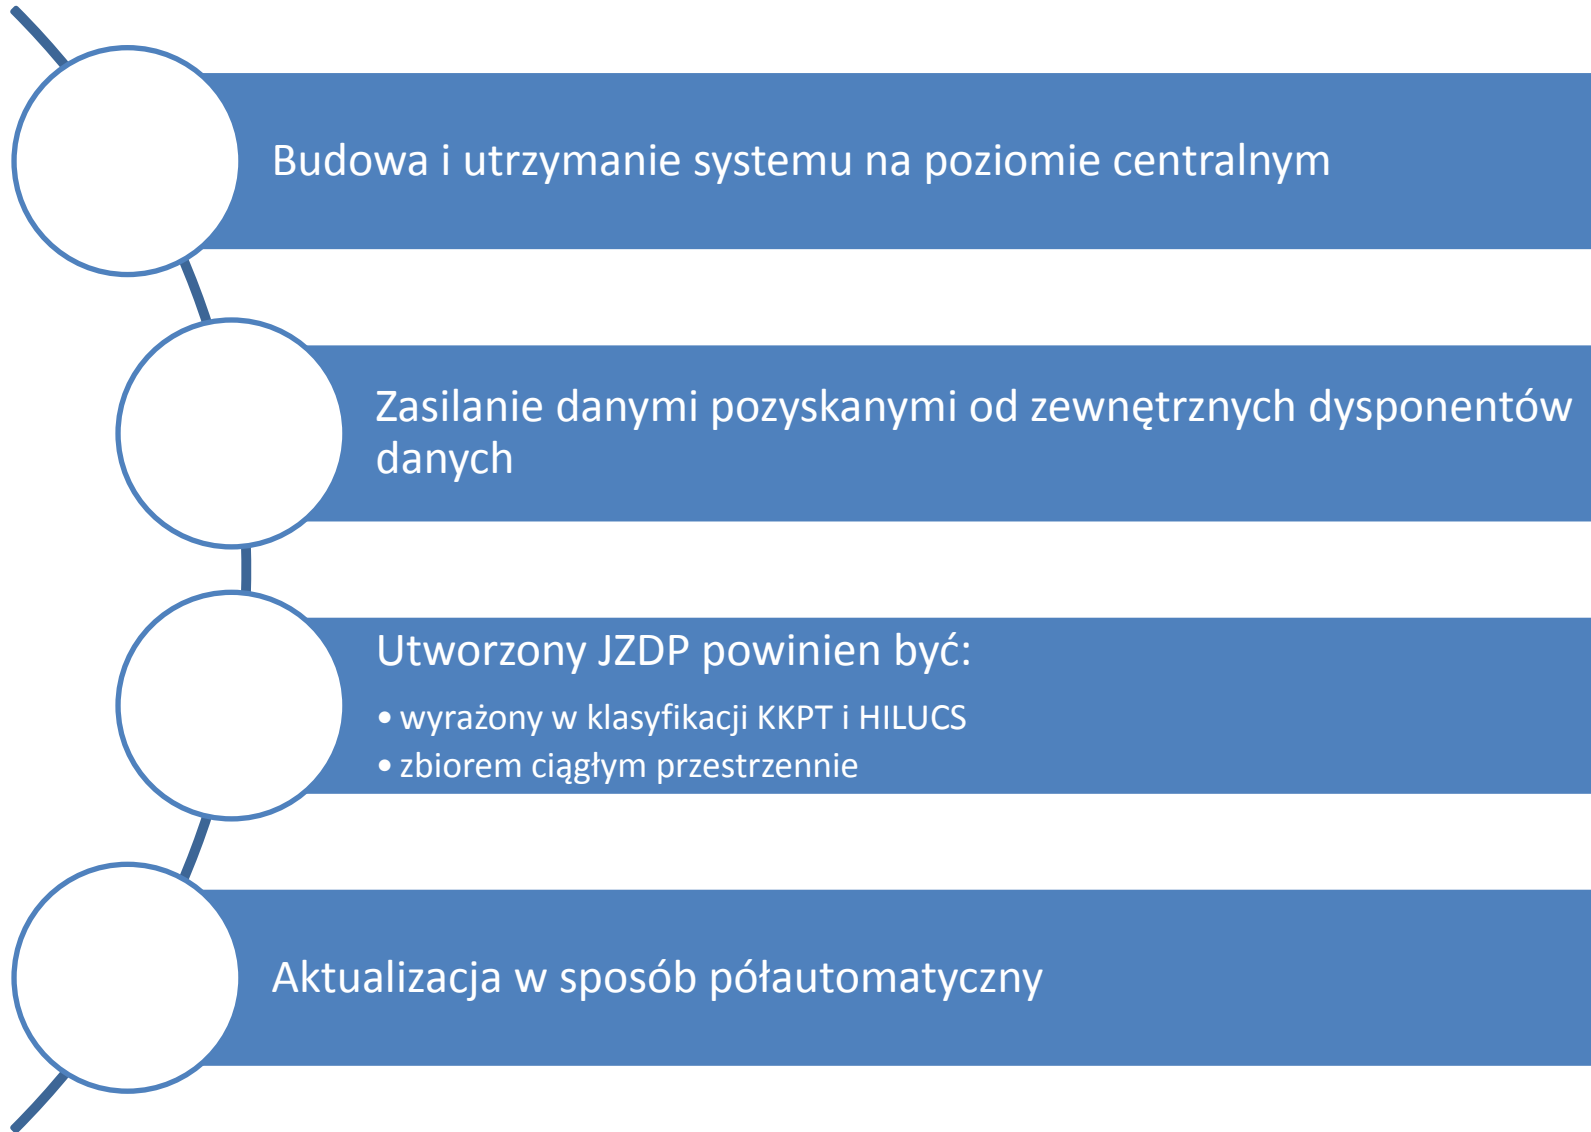 Budowa i utrzymanie systemu na poziomie centralnym
Zasilanie danymi pozyskanymi od zewnętrznych dysponentów
danych
Utworzony JZDP powinien być:
• wyrażony w klasyfikacji KKPT i HILUCS
• zbiorem ciągłym przestrzennie
Aktualizacja w sposób półautomatyczny